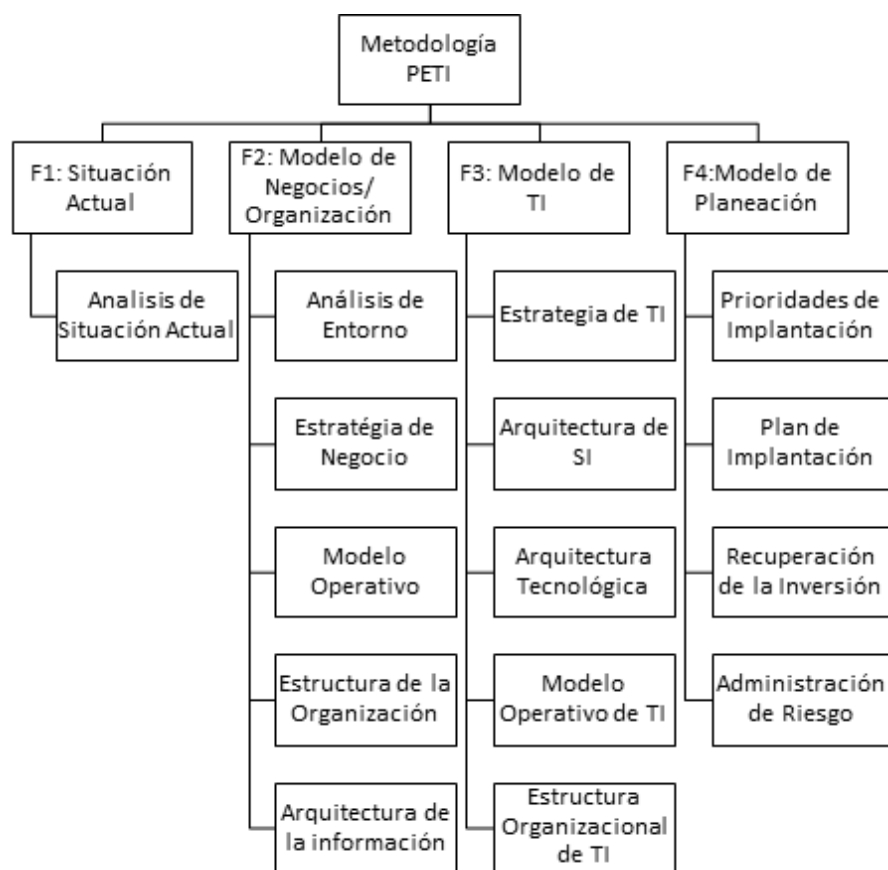 Metodología
PETI
F1: Situación
Actual
F2: Modelo de
Negocios/
Organización
F3: Modelo de
TI
F4:Modelo de
Planeación
Analisis de
Situación Actual
Análisis de
Entorno
Estratégia de
Negocio
Modelo
Operativo
Estructura de la
Organización
Arquitectura de
la información
Estrategia de TI
Arquitectura de
SI
Arquitectura
Tecnológica
Modelo
Operativo de TI
Estructura
Organizacional
de TI
Prioridades de
Implantación
Plan de
Implantación
Recuperación
de la Inversión
Administración
de Riesgo